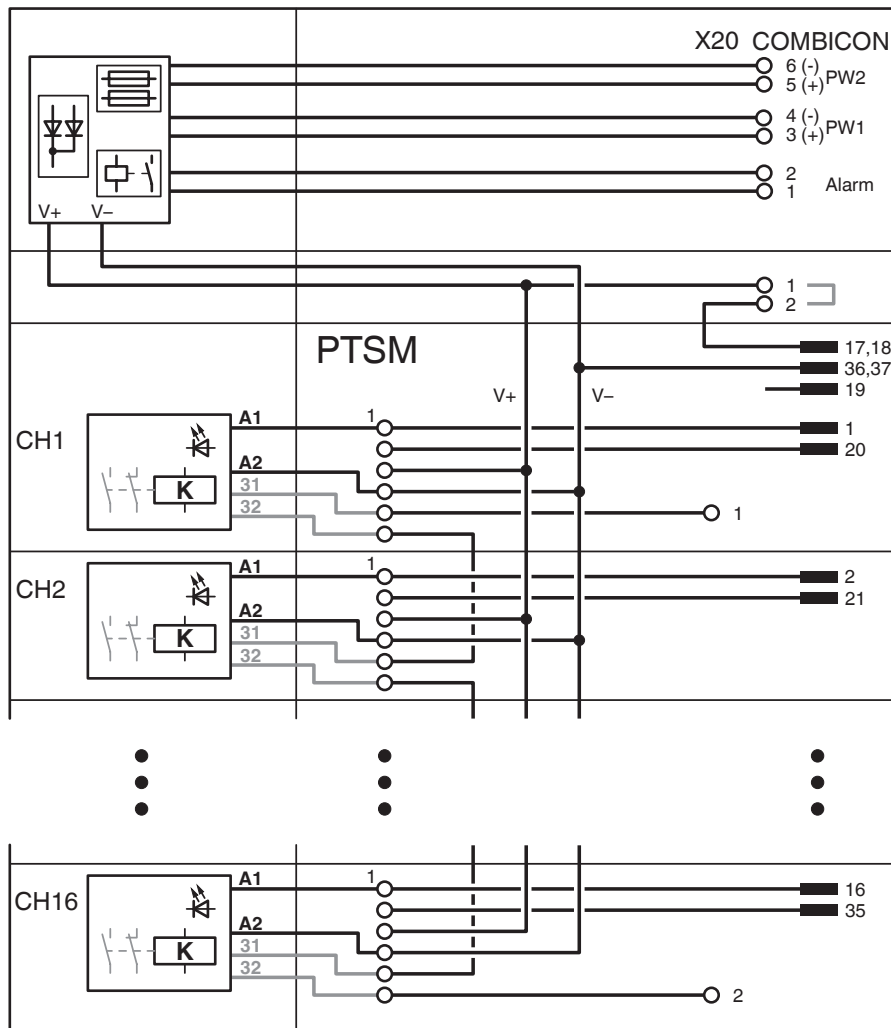 X20 COMBICON
6 (-)
5 (+)
PW2
4 (-)
3 (+)
PW1
2
1
Alarm
V+ V–
1
2
PTSM
17,18
36,37
19
V+ V–
CH1
A1
A2
31
32
K
1
1
20
1
CH2
A1
A2
31
32
K
1
2
21
CH16
A1
A2
31
32
K
1
16
35
2